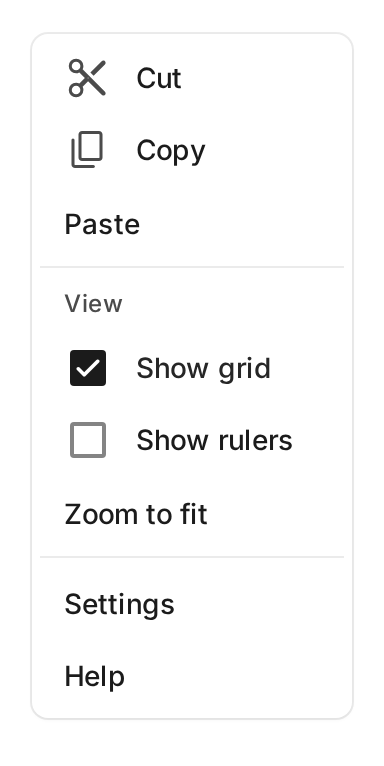 Cut
Copy
Paste
View
Show grid
Show rulers
Zoom to fit
Settings
Help